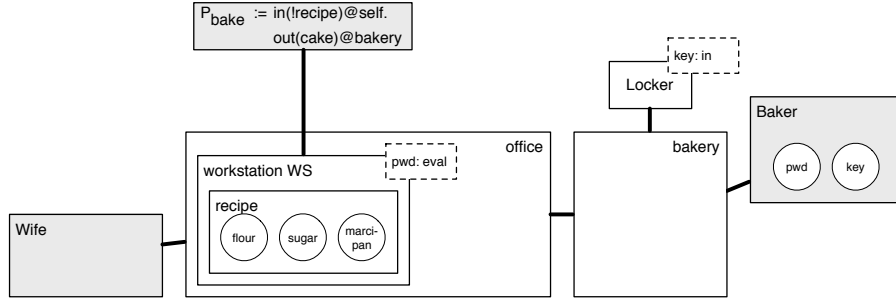 P_bake := in(!recipe)@self.
out(cake)@bakery
key: in
Locker
Baker
pwd
key
office
bakery
pwd: eval
workstation WS
recipe
flour
sugar
marci-
pan
Wife